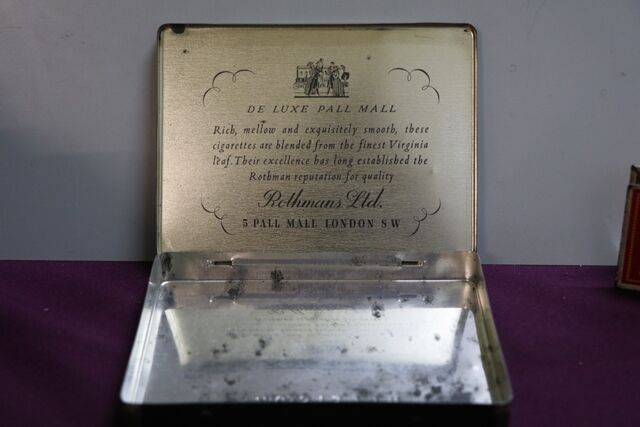 DE LUXE PALL MALL
Rich, mellow and exquisitely smooth, these
cigarettes are blended from the finest Virginia
leaf. Their excellence has long established the
Rothman reputation for quality
Rothmans Ltd.
5 PALL MALL LONDON SW